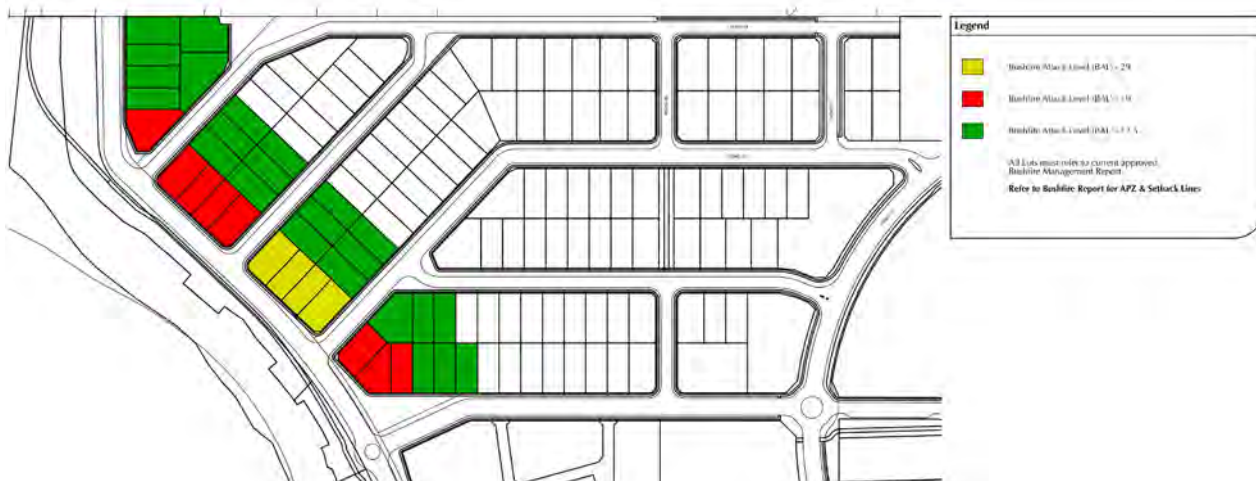 Legend
Bushfire Attack Level (BAL) - 29
Bushfire Attack Level (BAL) - 19
Bushfire Attack Level (BAL) - 12.5
All Lots must refer to current approved
Bushfire Management Report
Refer to Bushfire Report for APZ & Setback Lines